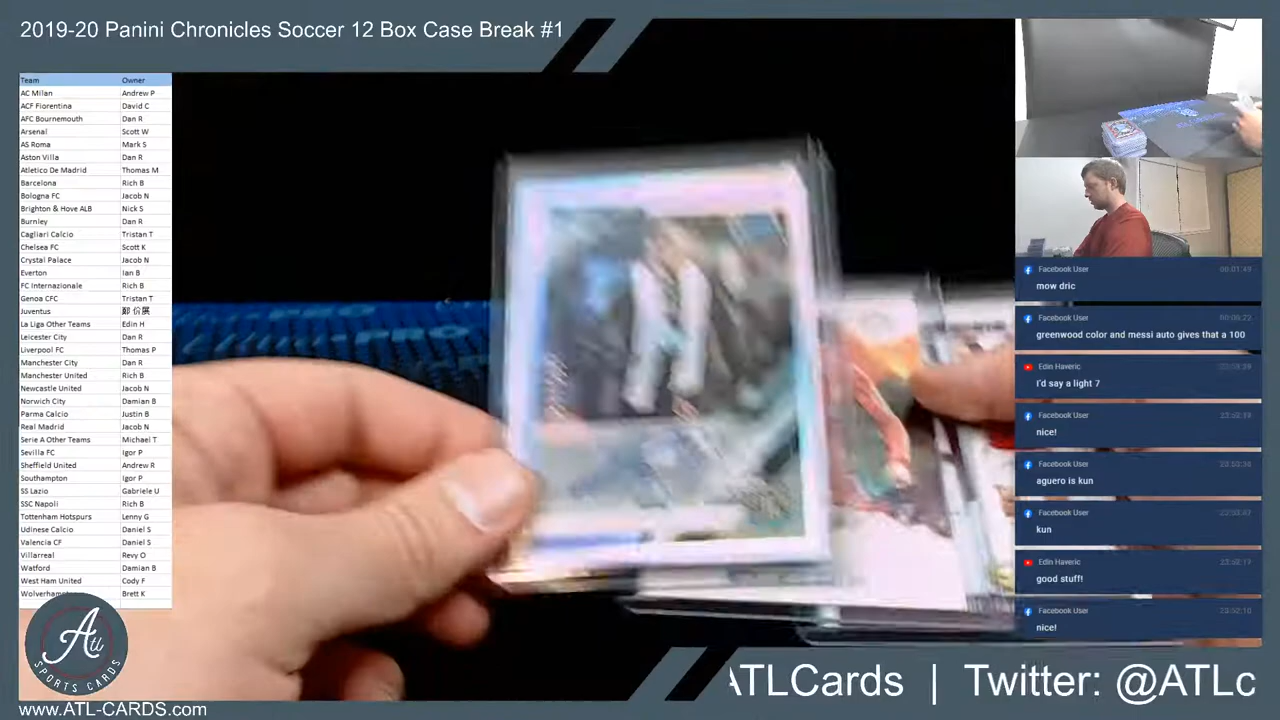 2019-20 Panini Chronicles Soccer 12 Box Case Break #1
Team Owner
AC Milan Andrew P
ACF Fiorentina David C
AFC Bournemouth Dan R
Arsenal Scott W
AS Roma Mark S
Aston Villa Dan R
Atletico De Madrid Thomas M
Barcelona Rich B
Bologna FC Jacob N
Brighton & Hove ALB Nick S
Burnley Dan R
Cagliari Calcio Tristan T
Chelsea FC Scott K
Crystal Palace Jacob N
Everton Ian B
FC Internazionale Rich B
Genoa CFC Tristan T
Juventus 鄭 价展
La Liga Other Teams Edin H
Leicester City Dan R
Liverpool FC Thomas P
Manchester City Dan R
Manchester United Rich B
Newcastle United Jacob N
Norwich City Damian B
Parma Calcio Justin B
Real Madrid Jacob N
Serie A Other Teams Michael T
Sevilla FC Igor P
Sheffield United Andrew R
Southampton Igor P
SS Lazio Gabriele U
SSC Napoli Rich B
Tottenham Hotspurs Lenny G
Udinese Calcio Daniel S
Valencia CF Daniel S
Villarreal Revy O
Watford Damian B
West Ham United Cody F
Wolverham Brett K
Atl
SPORTS CARDS
www.ATL-CARDS.com
PRO
Facebook User 00:01:49
mow dric
Facebook User
greenwood color and messi auto gives that a 100
Edin Haveric
I'd say a light 7
Facebook User
nice!
Facebook User
aguero is kun
Facebook User
kun
Edin Haveric
good stuff!
Facebook User
nice!
ATLCards | Twitter: @ATLc